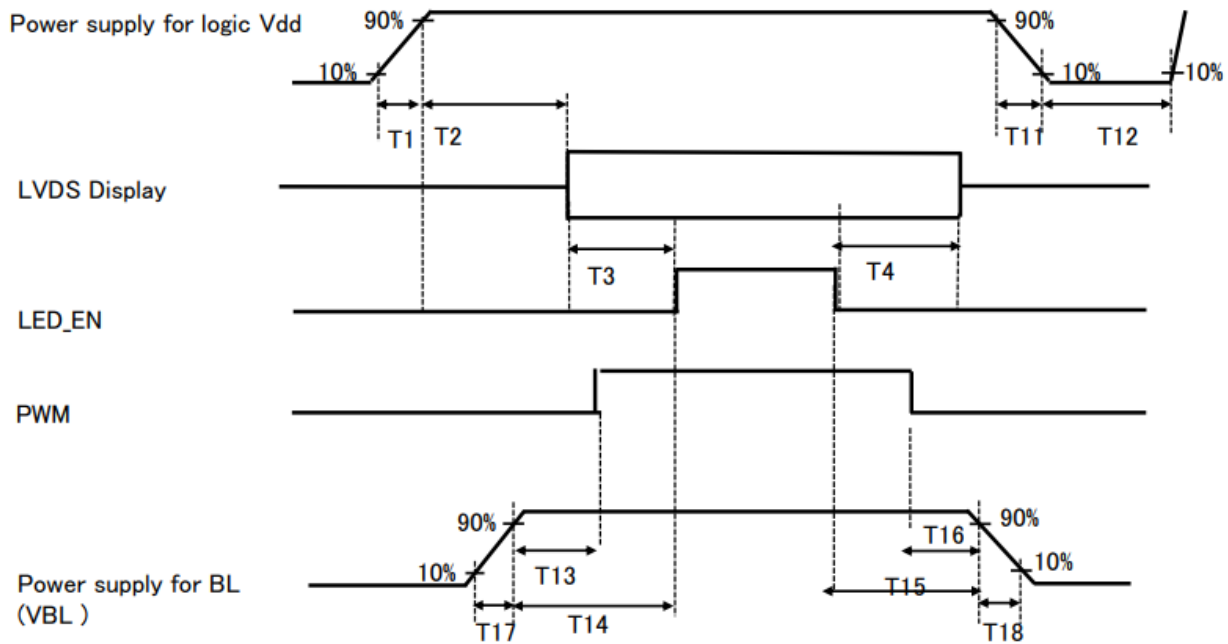 Power supply for logic Vdd
90%
90%
10%
10%
10%
T1
T2
T11
T12
LVDS Display
T3
T4
LED_EN
PWM
90%
T16
90%
10%
T13
T15
10%
Power supply for BL
(VBL )
T17
T14
T18